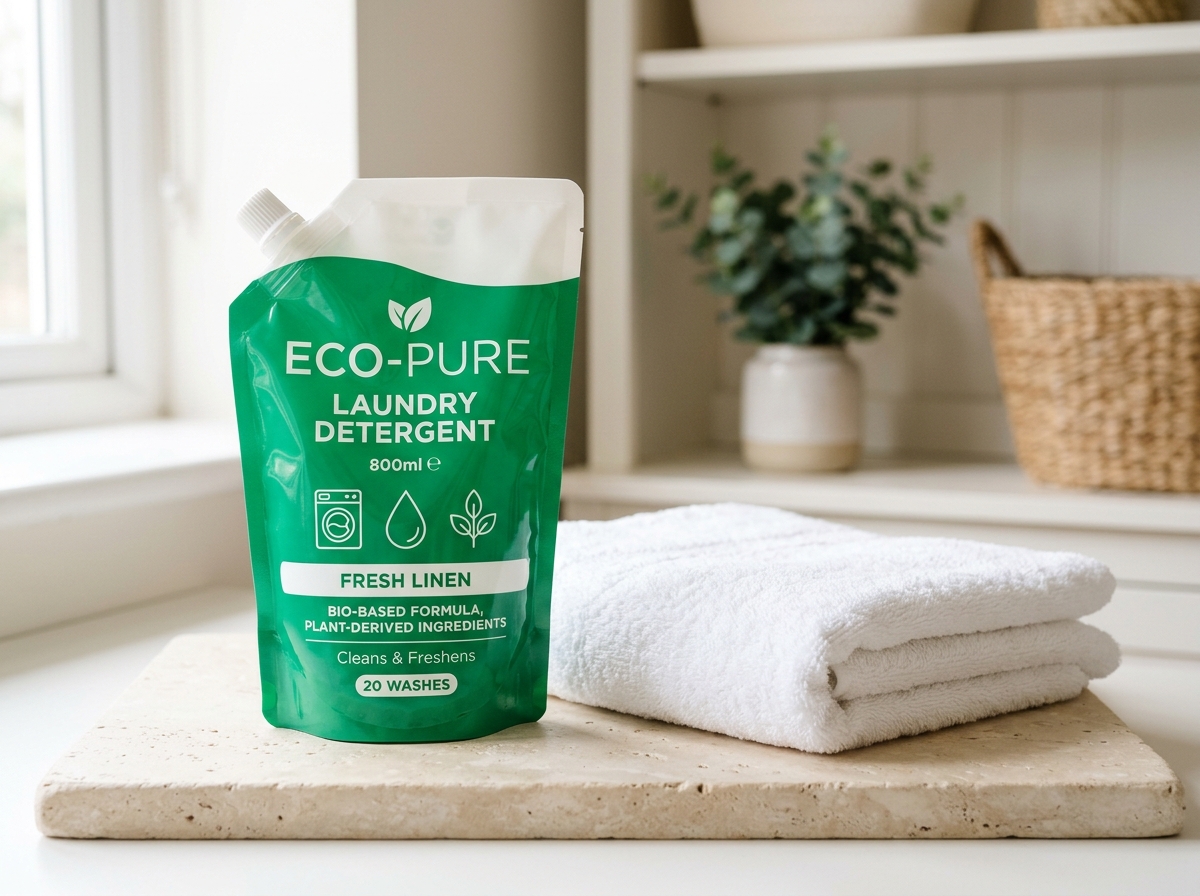 ECO-PURE
LAUNDRY
DETERGENT
800ml ℮
FRESH LINEN
BIO-BASED FORMULA,
PLANT-DERIVED INGREDIENTS
Cleans & Freshens
20 WASHES